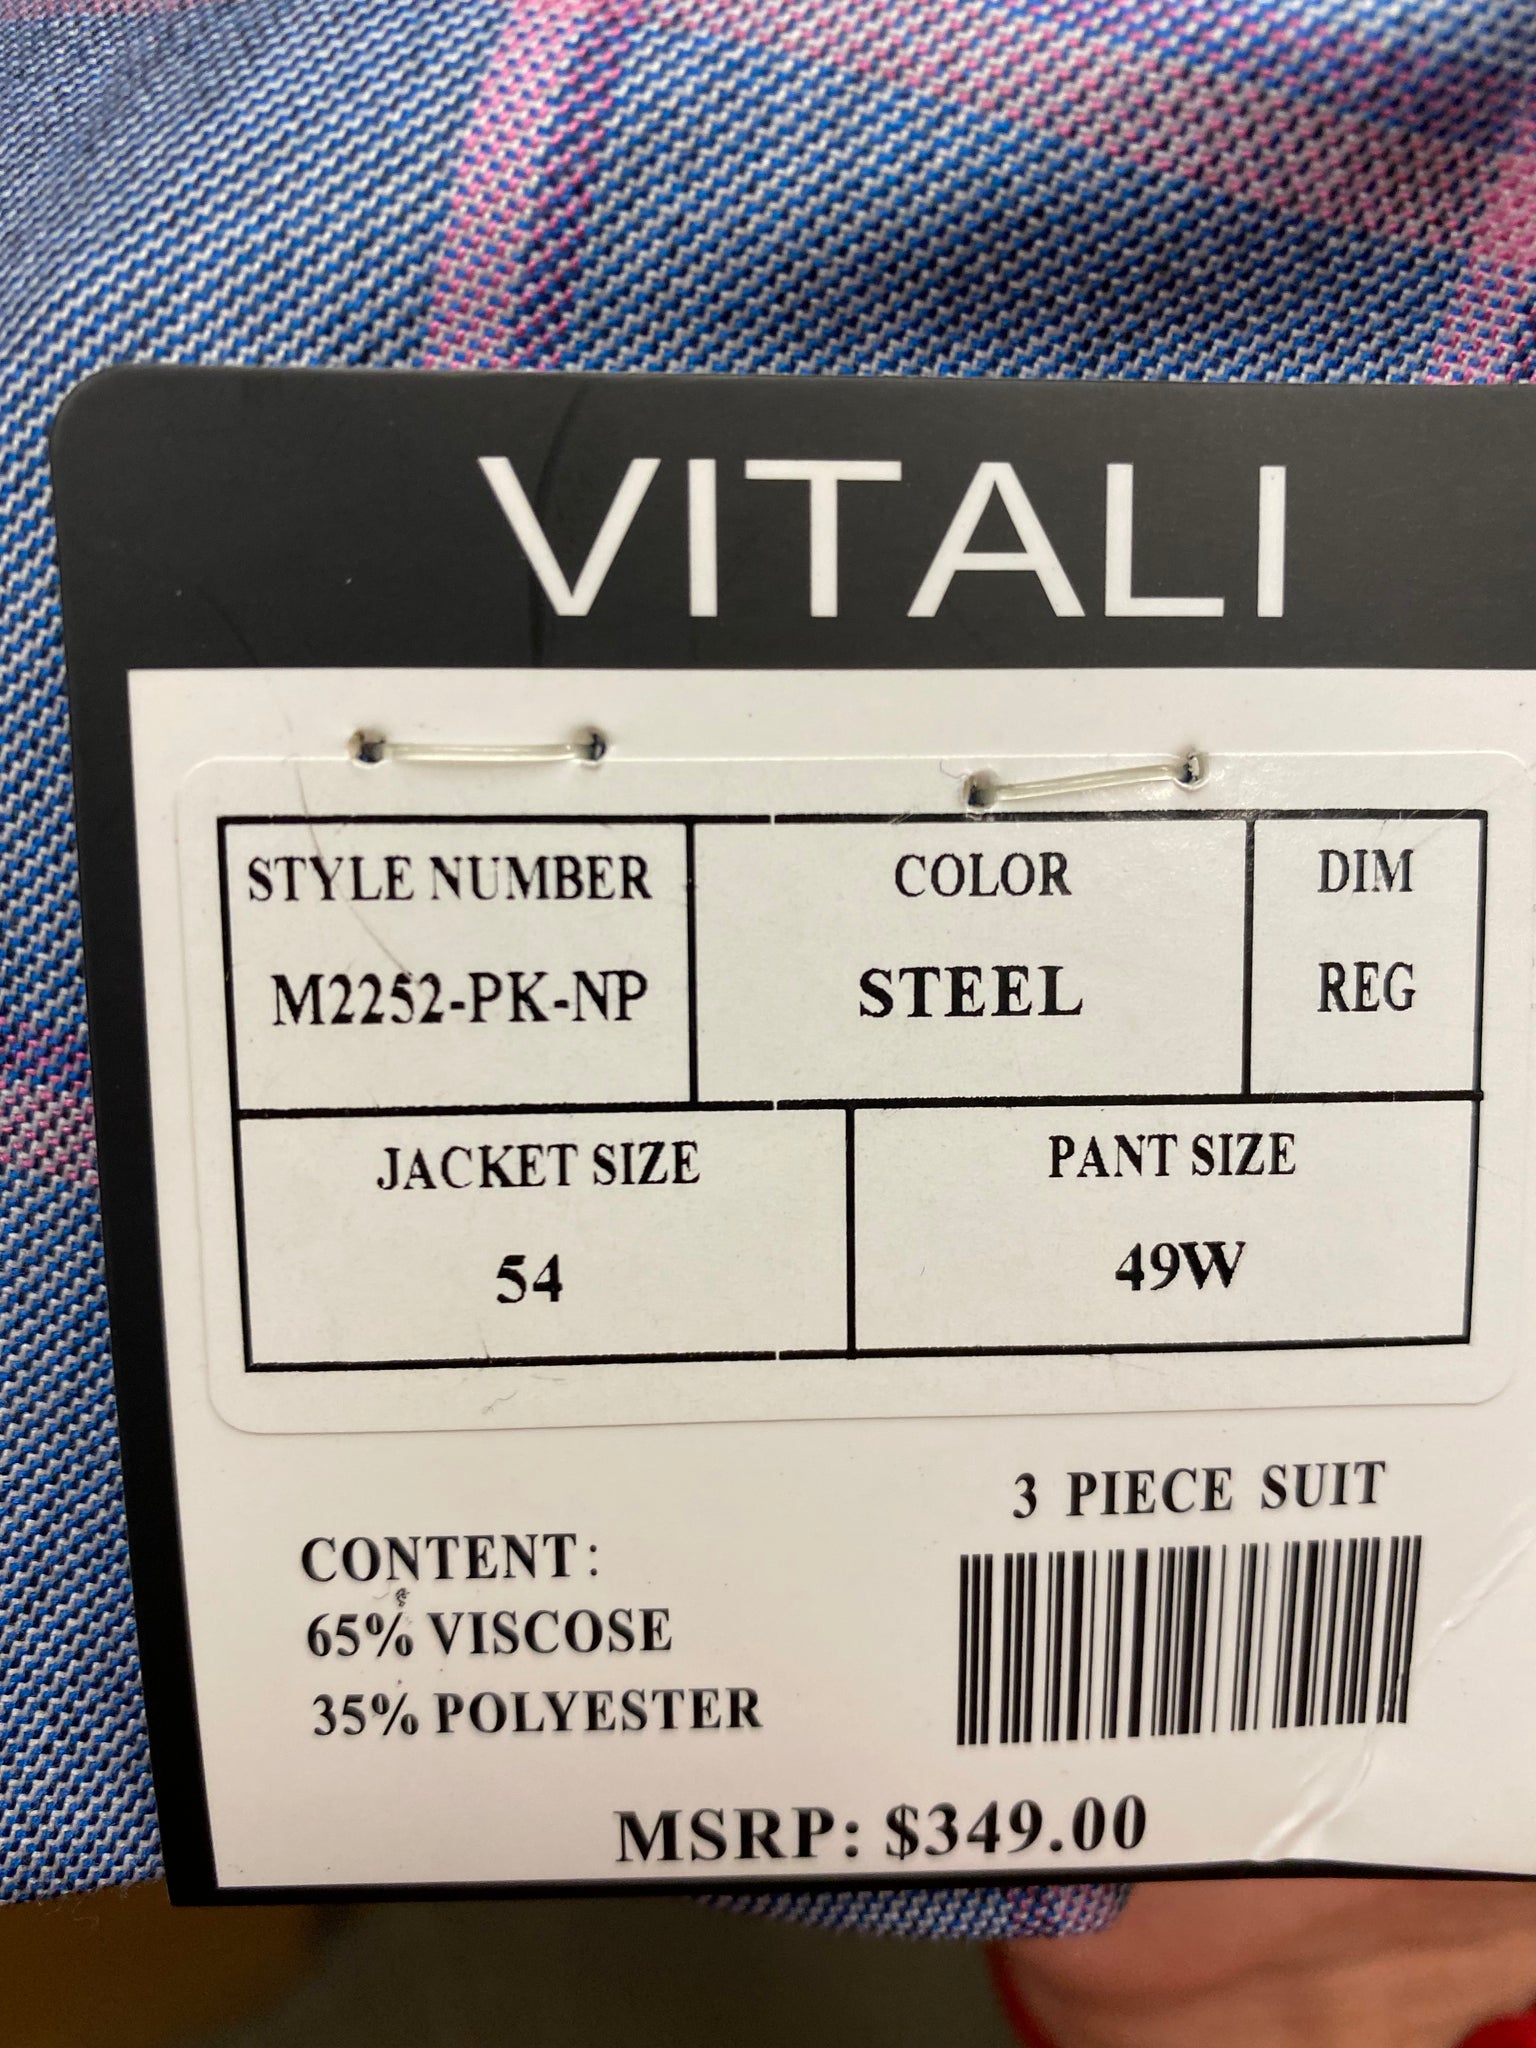 VITALI
STYLE NUMBER
M2252-PK-NP
COLOR
STEEL
DIM
REG
JACKET SIZE
54
PANT SIZE
49W
3 PIECE SUIT
CONTENT:
65% VISCOSE
35% POLYESTER
MSRP: $349.00